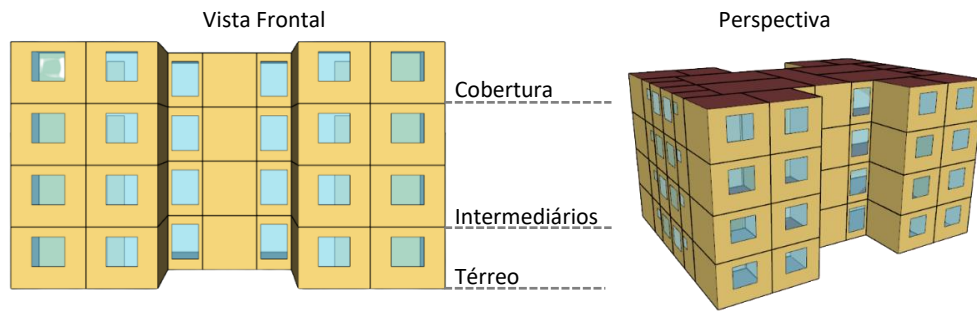 Vista Frontal
Perspectiva
Cobertura
Intermediários
Térreo